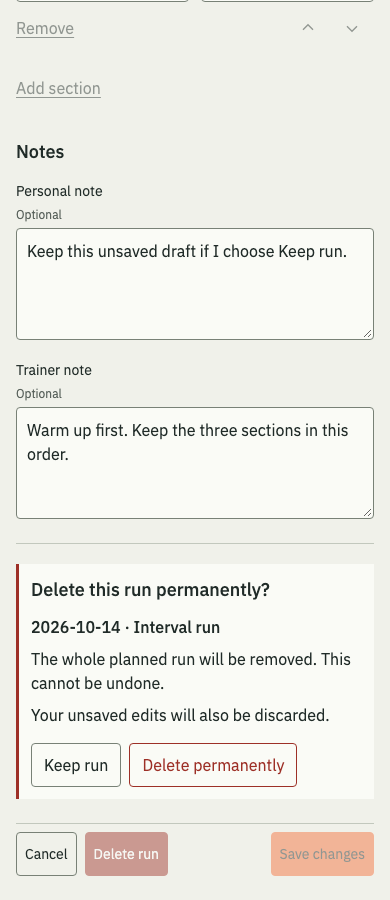 Remove
Add section
Notes
Personal note
Optional
Keep this unsaved draft if I choose Keep run.
Trainer note
Optional
Warm up first. Keep the three sections in this
order.
Delete this run permanently?
2026-10-14 · Interval run
The whole planned run will be removed. This
cannot be undone.
Your unsaved edits will also be discarded.
Keep run
Delete permanently
Cancel
Delete run
Save changes